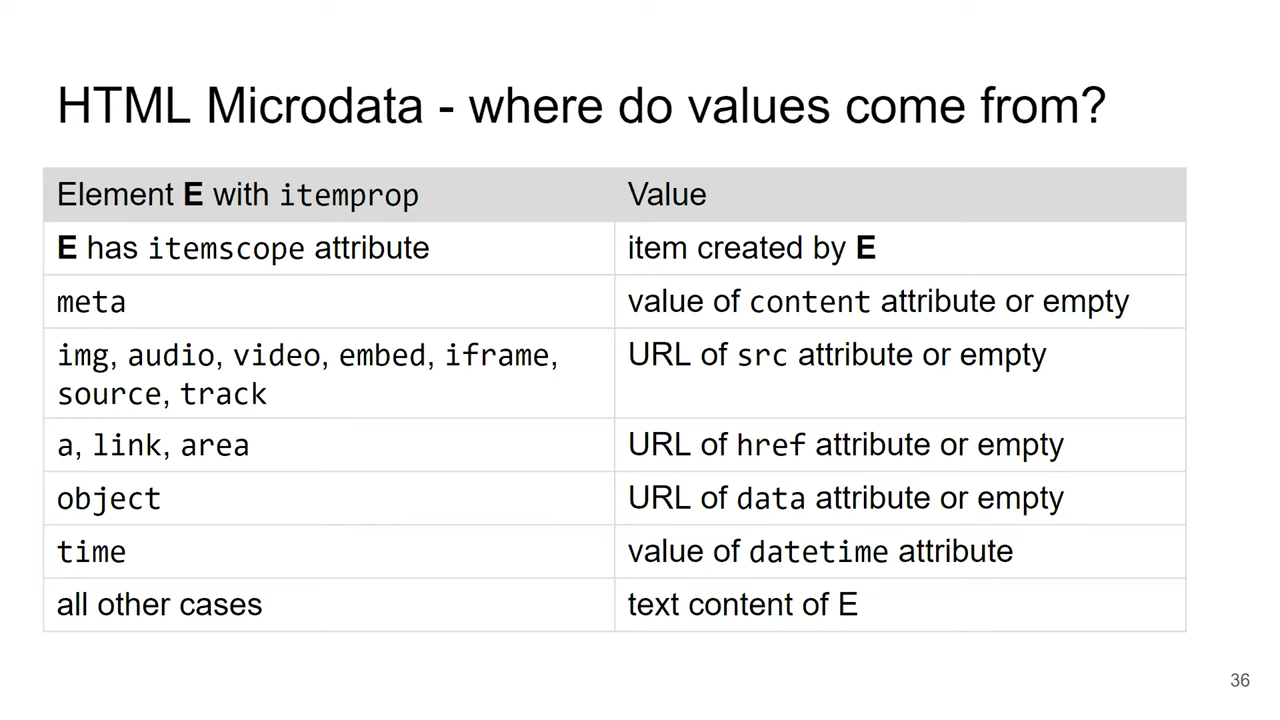 HTML Microdata - where do values come from?
Element E with itemprop
Value
E has itemscope attribute
item created by E
meta
value of content attribute or empty
img, audio, video, embed, iframe,
source, track
URL of src attribute or empty
a, link, area
URL of href attribute or empty
object
URL of data attribute or empty
time
value of datetime attribute
all other cases
text content of E
36